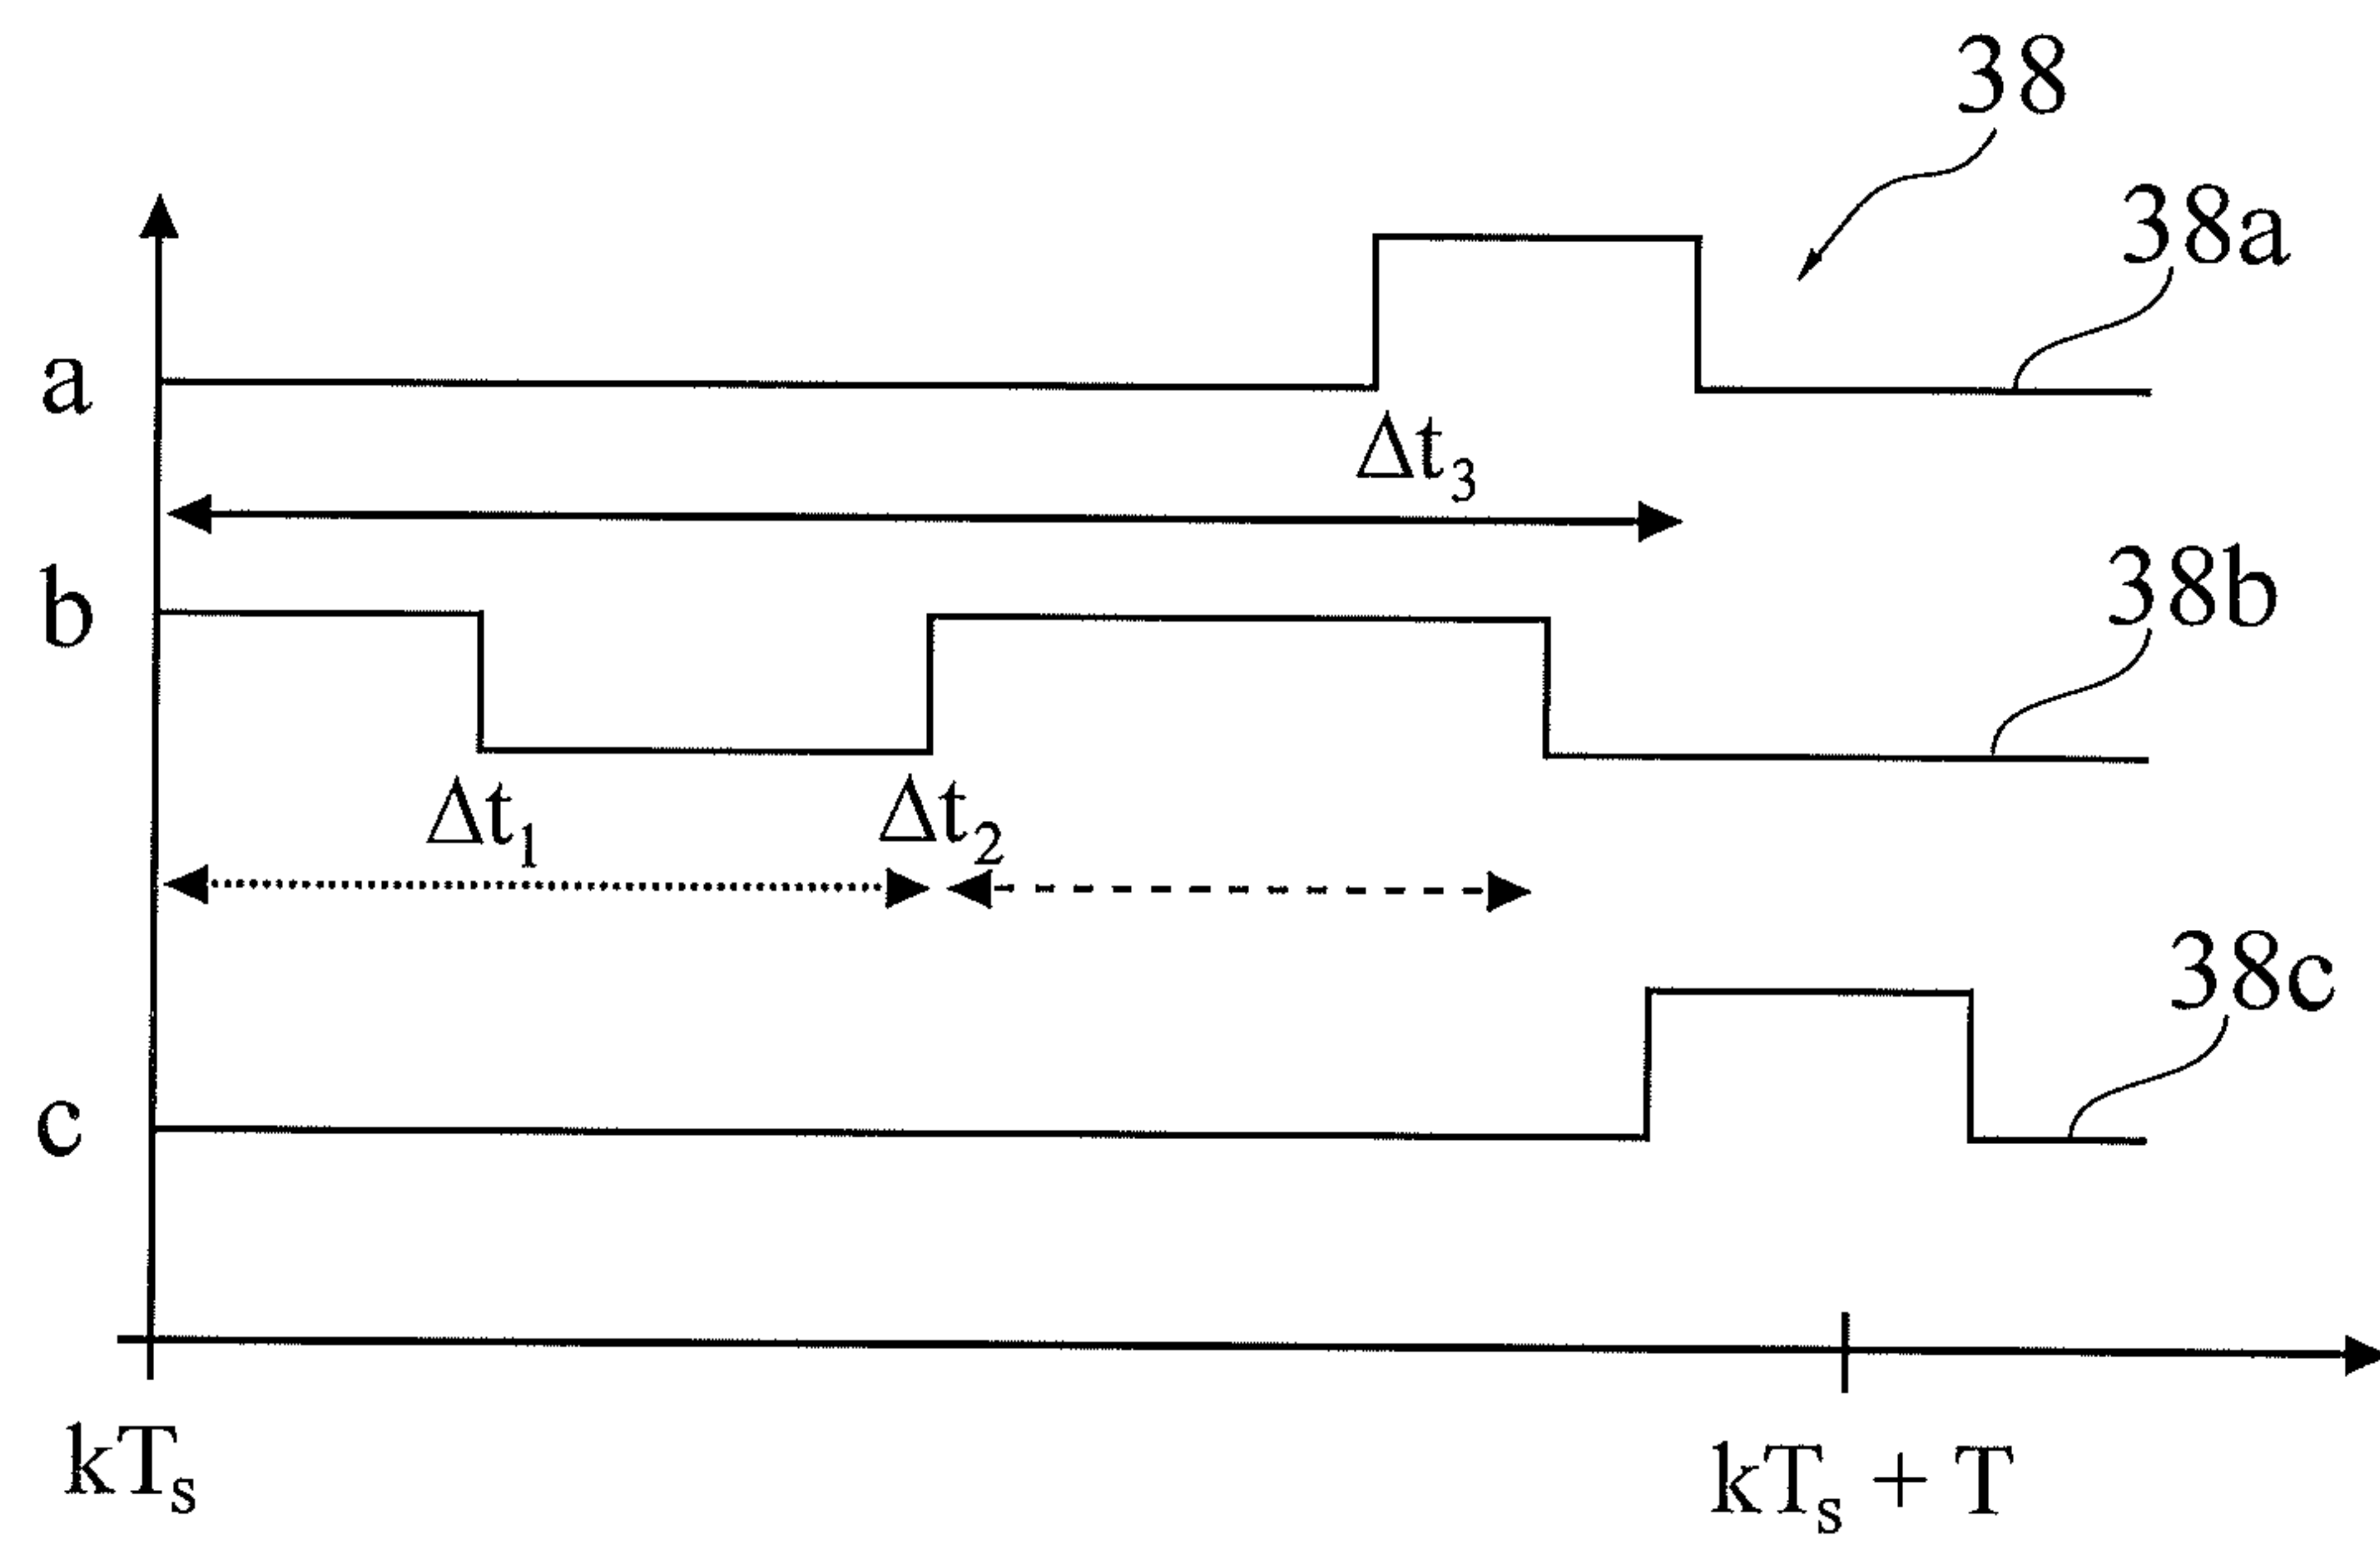 38
38a
a
Δt₃
b
38b
Δt₁
Δt₂
38c
c
kTₛ
kTₛ + T